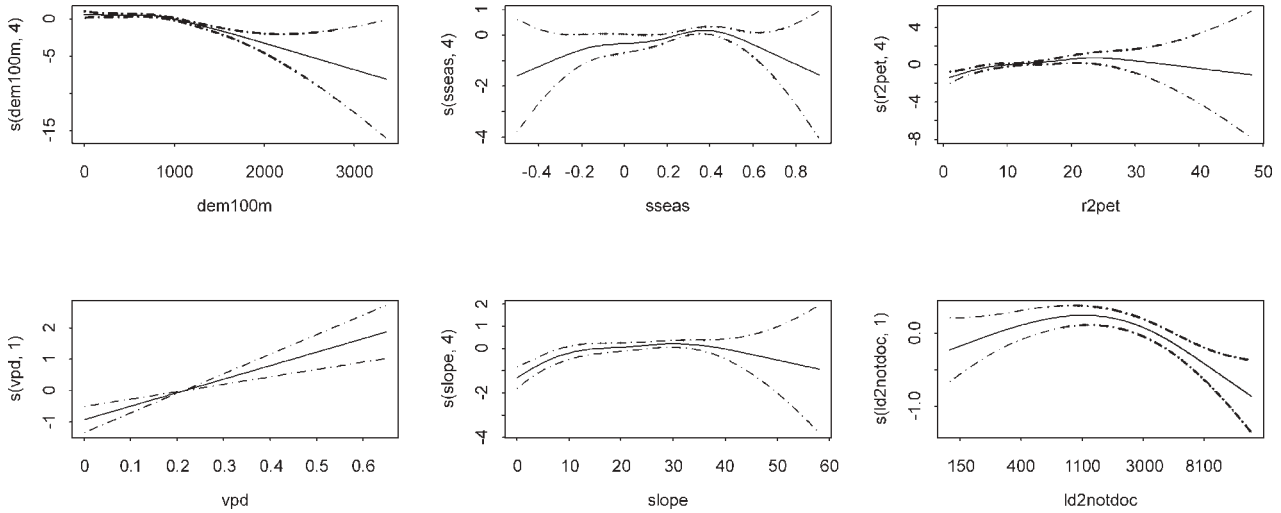 s(dem100m, 4)
0
-5
-15
0 1000 2000 3000
dem100m
s(sseas, 4)
1
0
-2
-4
-0.4 -0.2 0 0.2 0.4 0.6 0.8
sseas
s(r2pet, 4)
4
0
-4
-8
0 10 20 30 40 50
r2pet
s(vpd, 1)
2
1
0
-1
0 0.1 0.2 0.3 0.4 0.5 0.6
vpd
s(slope, 4)
2
1
0
-2
-4
0 10 20 30 40 50 60
slope
s(ld2notdoc, 1)
0.0
-1.0
150 400 1100 3000 8100
ld2notdoc